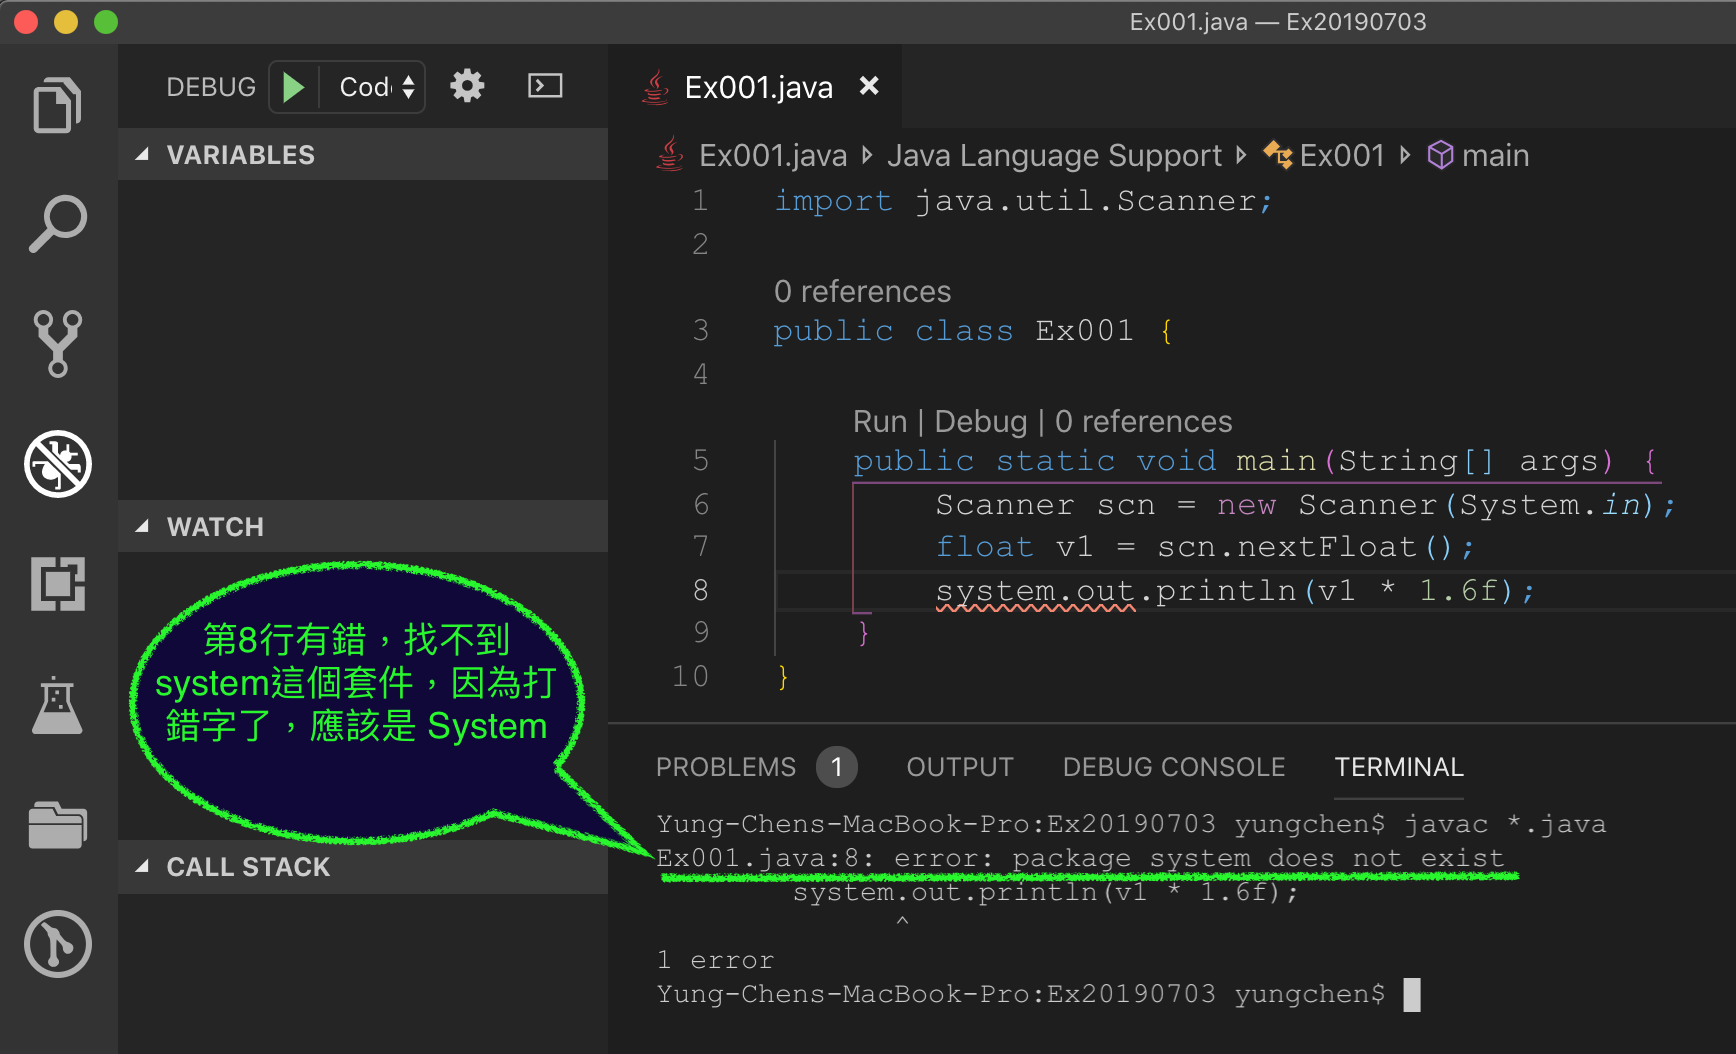 Ex001.java — Ex20190703
DEBUG
Cod
Ex001.java
VARIABLES
Ex001.java Java Language Support Ex001 main
1 import java.util.Scanner;
2
0 references
3 public class Ex001 {
4
Run | Debug | 0 references
5 public static void main(String[] args) {
6 Scanner scn = new Scanner(System.in);
7 float v1 = scn.nextFloat();
8 system.out.println(v1 * 1.6f);
9 }
10 }
WATCH
第8行有錯，找不到
system這個套件，因為打
錯字了，應該是 System
CALL STACK
PROBLEMS 1 OUTPUT DEBUG CONSOLE TERMINAL
Yung-Chens-MacBook-Pro:Ex20190703 yungchen$ javac *.java
Ex001.java:8: error: package system does not exist
system.out.println(v1 * 1.6f);
^
1 error
Yung-Chens-MacBook-Pro:Ex20190703 yungchen$